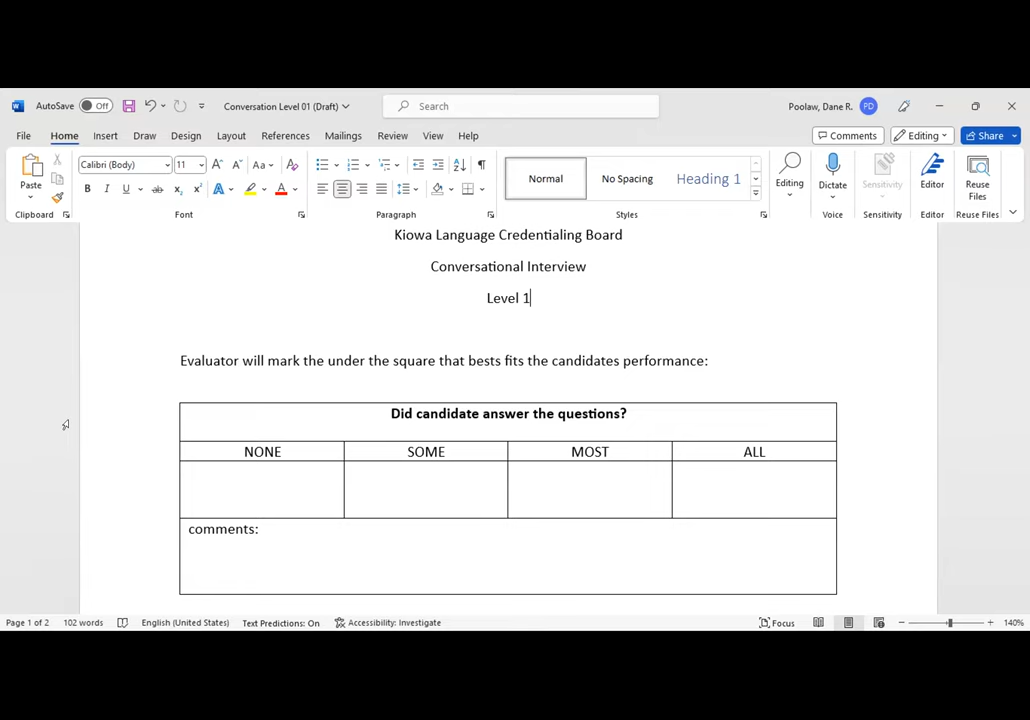 AutoSave Off Conversation Level 01 (Draft) Search Poolaw, Dane R. PD
File Home Insert Draw Design Layout References Mailings Review View Help Comments Editing Share
Paste Calibri (Body) 11 A A Aa A Normal No Spacing Heading 1 Editing Dictate Sensitivity Editor Reuse Files
B I U ab x2 x2 A A
Clipboard Font Paragraph Styles Voice Sensitivity Editor Reuse Files
Kiowa Language Credentialing Board
Conversational Interview
Level 1
Evaluator will mark the under the square that bests fits the candidates performance:
Did candidate answer the questions?
NONE SOME MOST ALL
comments:
Page 1 of 2 102 words English (United States) Text Predictions: On Accessibility: Investigate Focus 140%